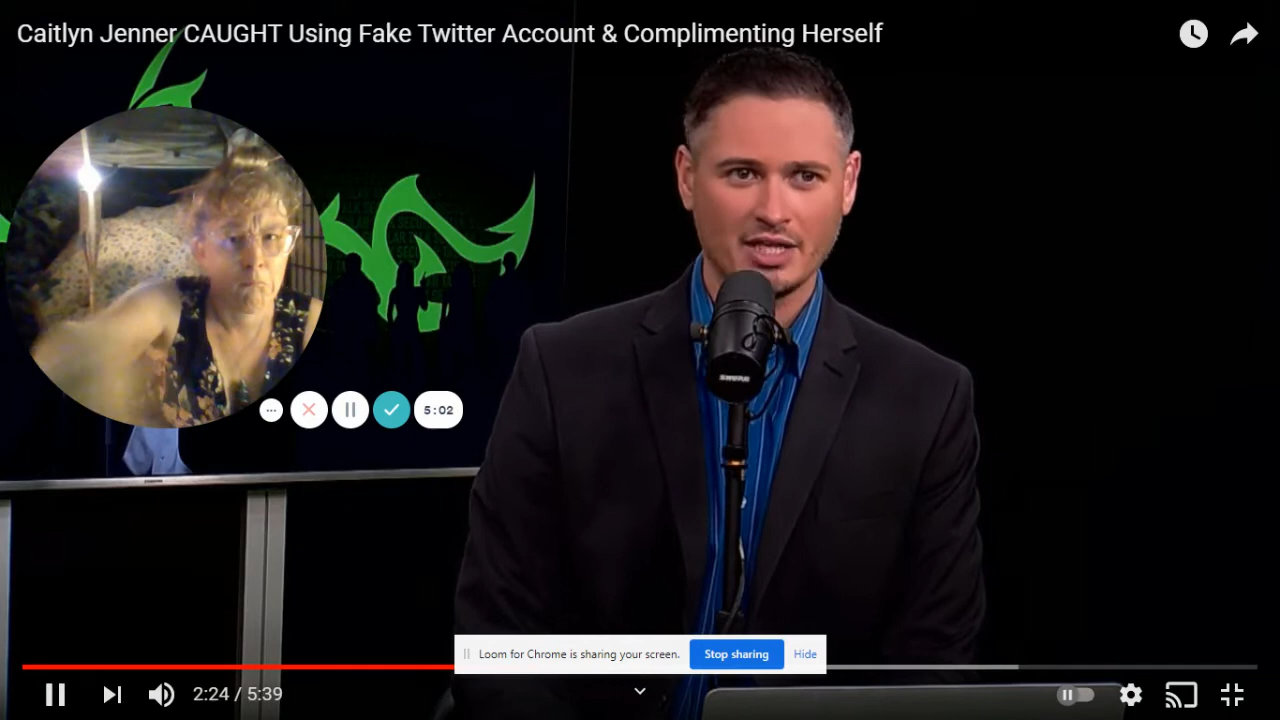 Caitlyn Jenner CAUGHT Using Fake Twitter Account & Complimenting Herself
SHURE
5:02
Loom for Chrome is sharing your screen.
Stop sharing
Hide
2:24 / 5:39